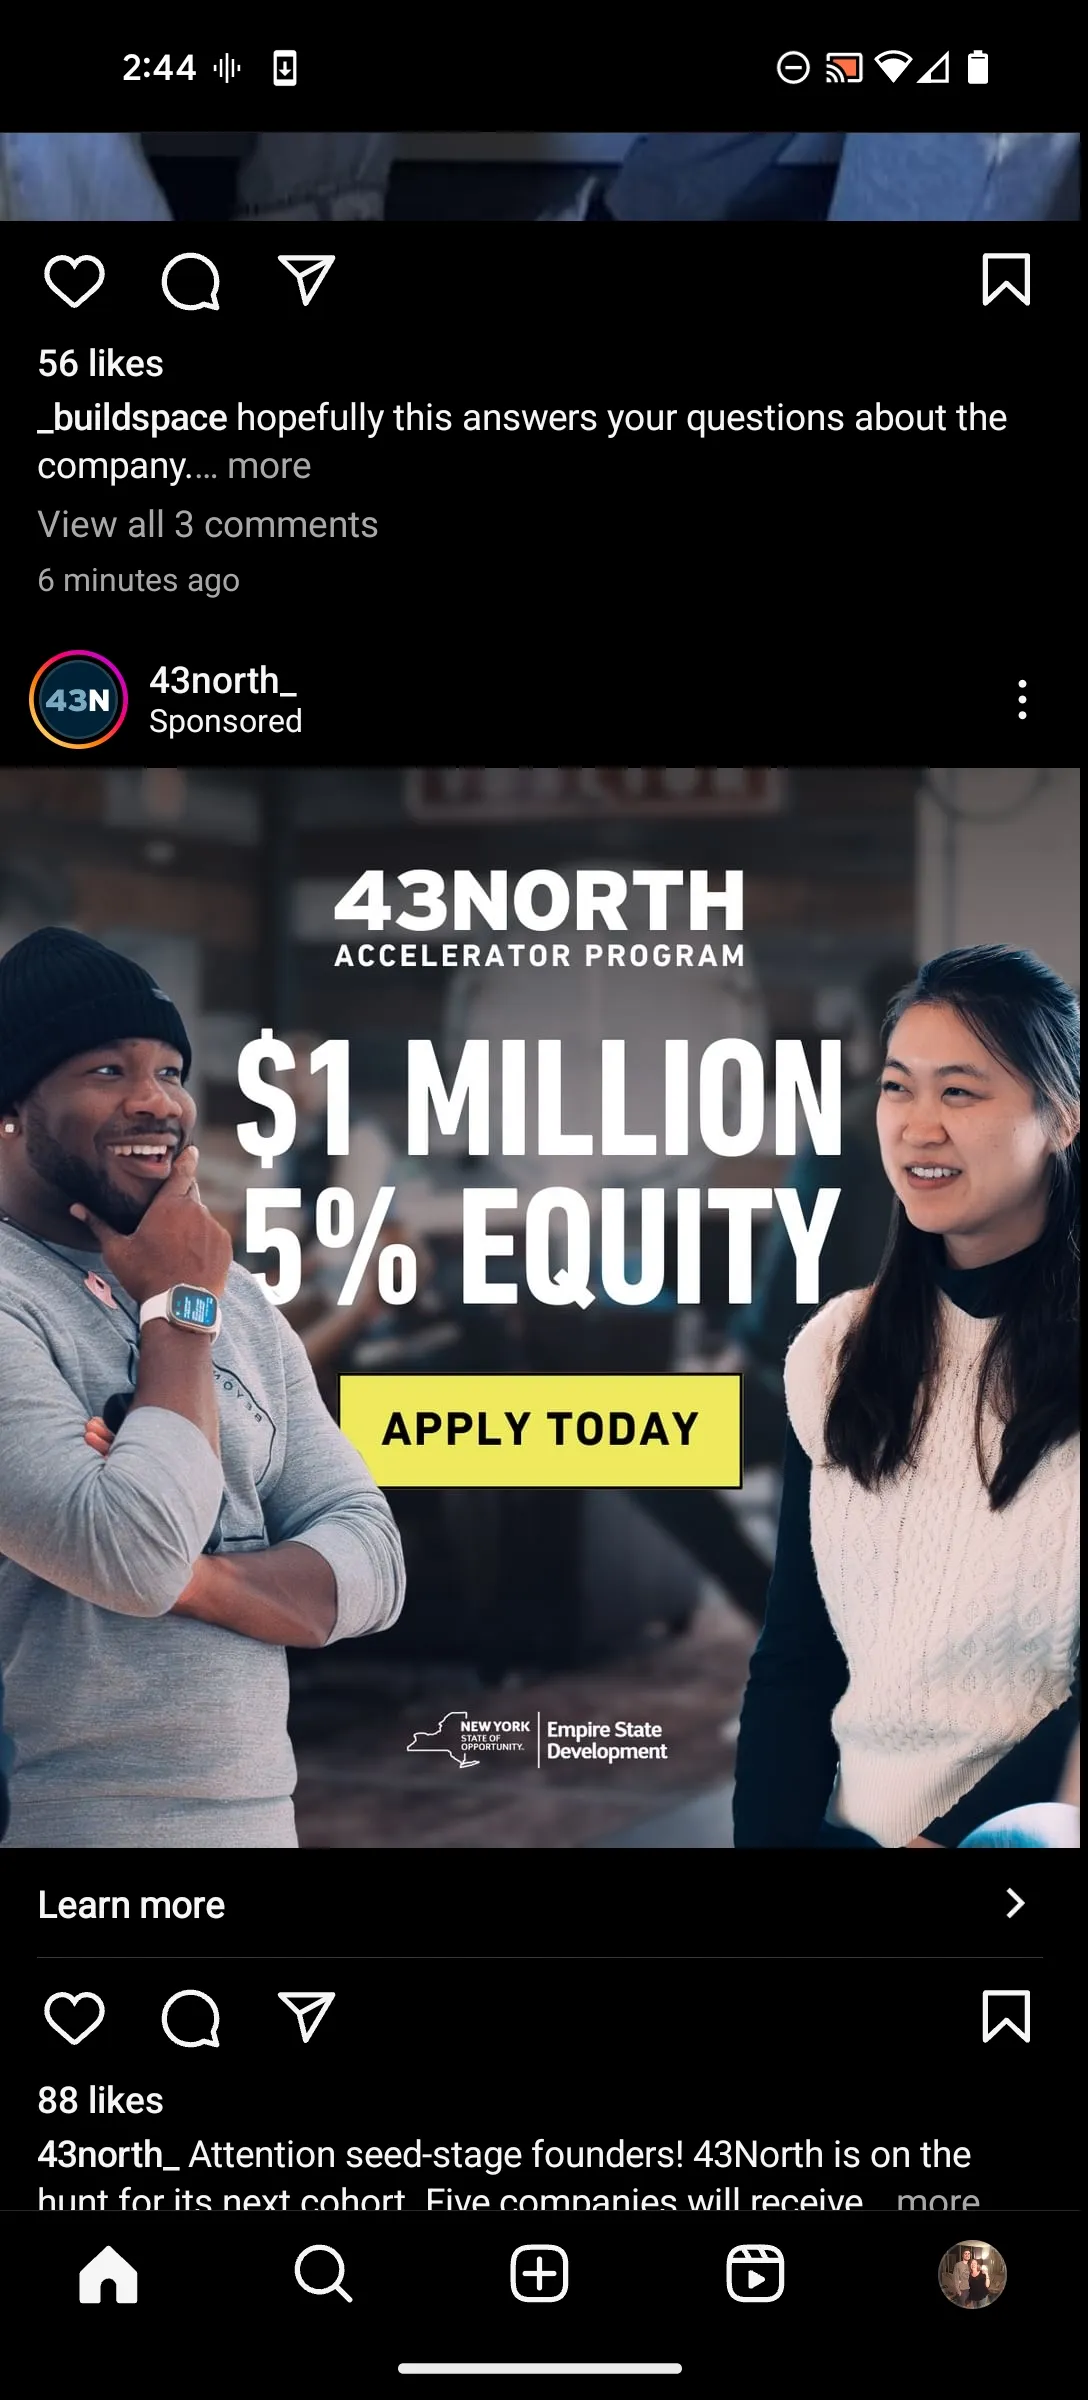 2:44
56 likes
_buildspace hopefully this answers your questions about the
company.… more
View all 3 comments
6 minutes ago
43N
43north_
Sponsored
43NORTH
ACCELERATOR PROGRAM
$1 MILLION
5% EQUITY
APPLY TODAY
NEW YORK
STATE OF
OPPORTUNITY.
Empire State
Development
Learn more
88 likes
43north_ Attention seed-stage founders! 43North is on the
hunt for its next cohort. Five companies will receive… more